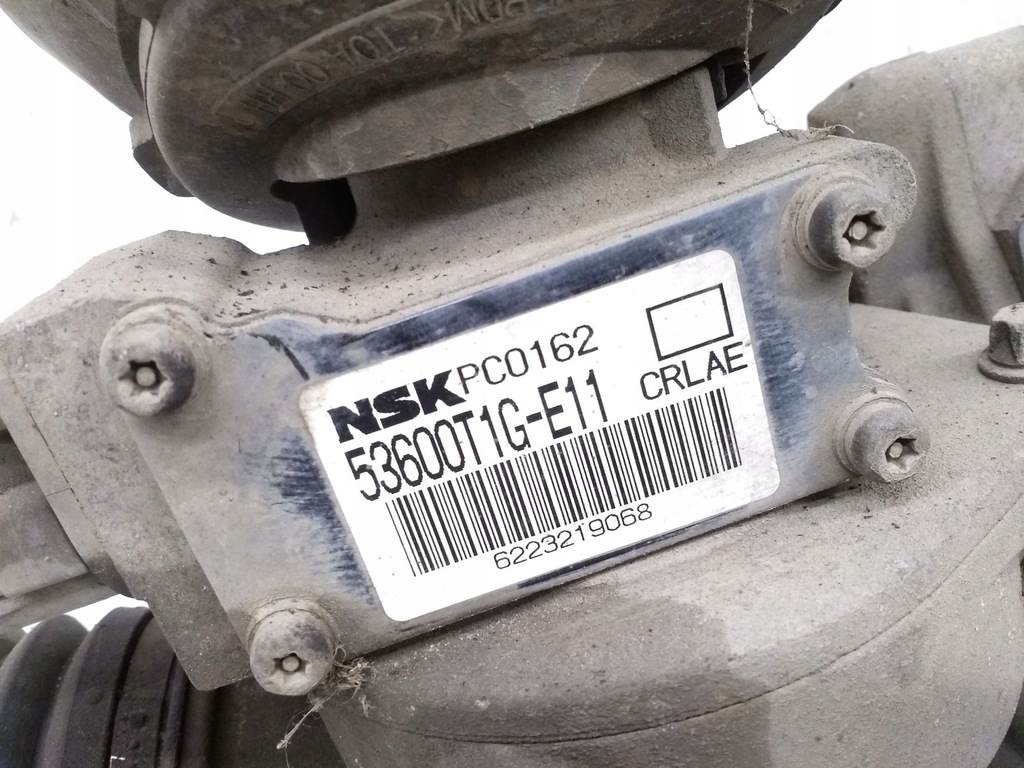 NSK PC0162
53600T1G-E11
CRLAE
6223219068